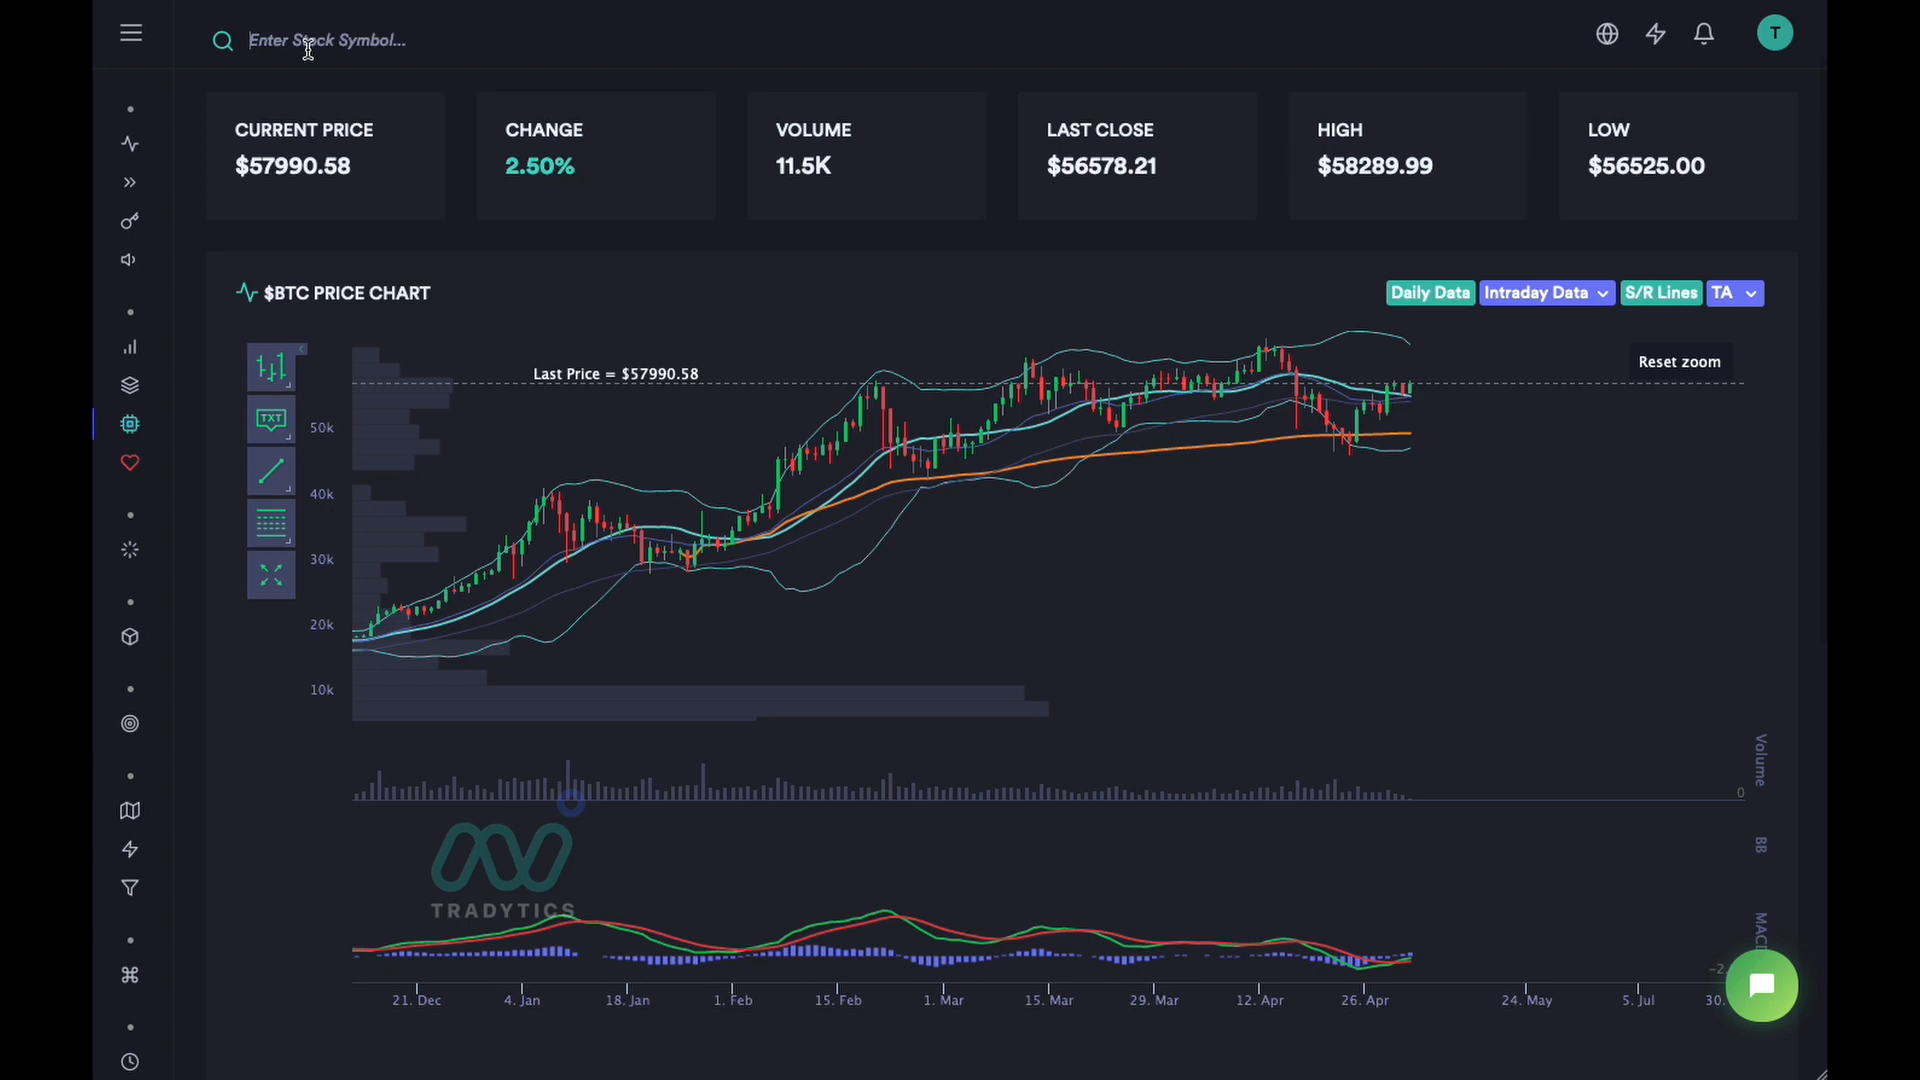 Enter Stock Symbol...
T
CURRENT PRICE
$57990.58
CHANGE
2.50%
VOLUME
11.5K
LAST CLOSE
$56578.21
HIGH
$58289.99
LOW
$56525.00
$BTC PRICE CHART
Daily Data
Intraday Data
S/R Lines
TA
Last Price = $57990.58
Reset zoom
TXT
50k
40k
30k
20k
10k
Volume
0
BB
TRADYTICS
21. Dec
4. Jan
18. Jan
1. Feb
15. Feb
1. Mar
15. Mar
29. Mar
12. Apr
26. Apr
24. May
5. Jul
30.